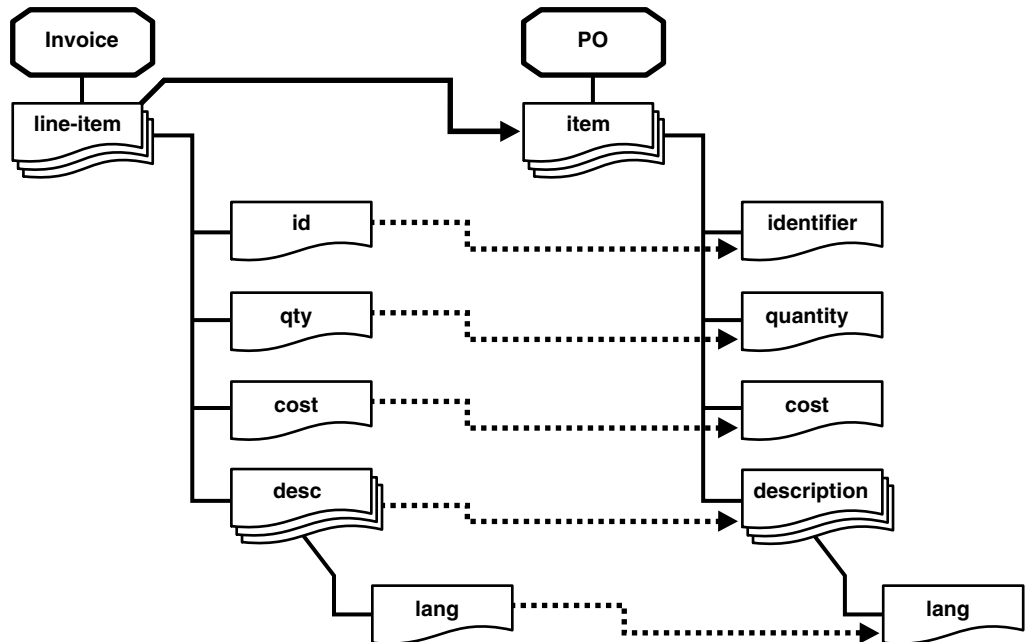 Invoice
PO
line-item
item
id
identifier
qty
quantity
cost
cost
desc
description
lang
lang